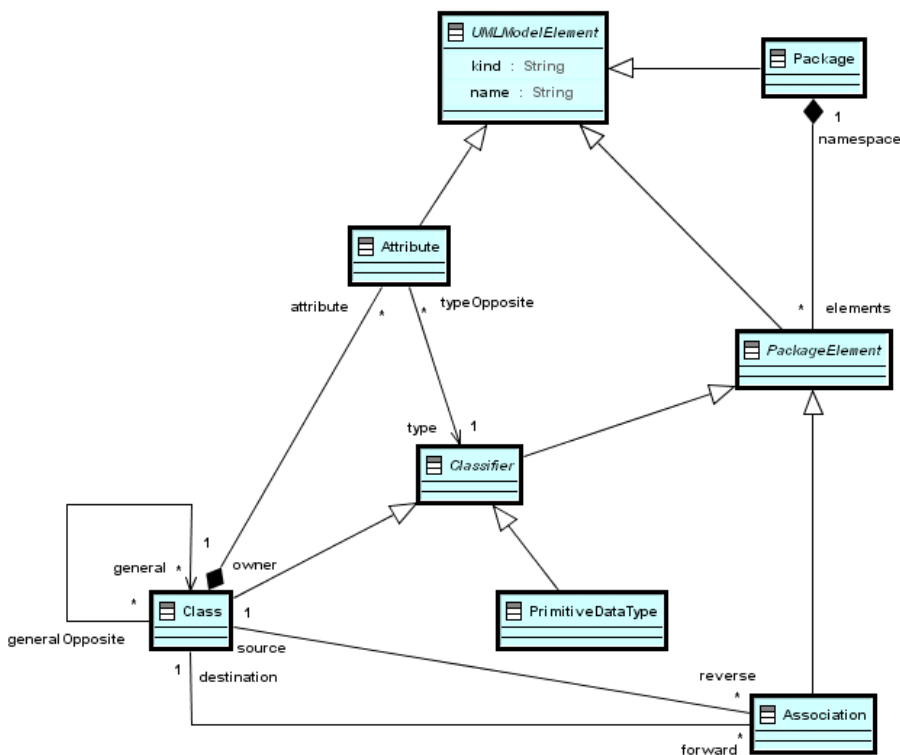 UMLModelElement
kind : String
name : String
Package
1
namespace
Attribute
attribute
*
*
typeOpposite
*
elements
PackageElement
type
1
Classifier
1
general
*
owner
*
Class
1
PrimitiveDataType
generalOpposite
source
1
destination
reverse
*
Association
*
forward